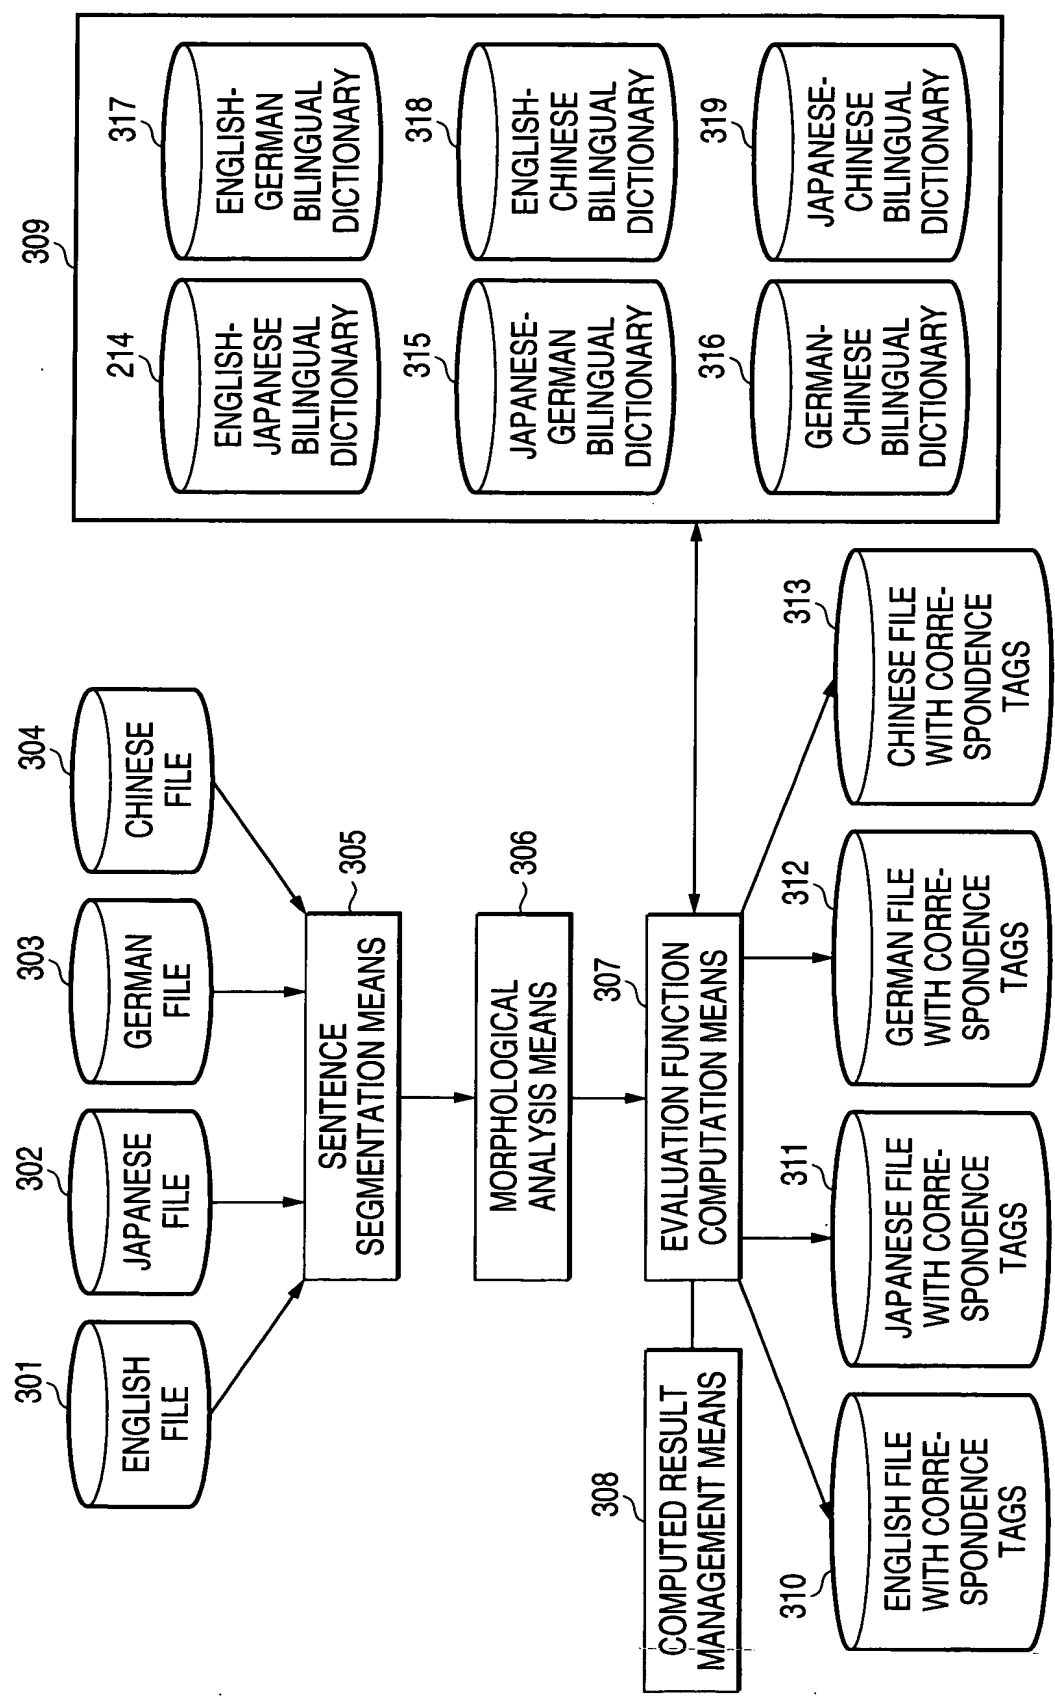 301
ENGLISH
FILE
302
JAPANESE
FILE
303
GERMAN
FILE
304
CHINESE
FILE
305
SENTENCE
SEGMENTATION MEANS
306
MORPHOLOGICAL
ANALYSIS MEANS
307
EVALUATION FUNCTION
COMPUTATION MEANS
308
COMPUTED RESULT
MANAGEMENT MEANS
309
214
ENGLISH-
JAPANESE
BILINGUAL
DICTIONARY
317
ENGLISH-
GERMAN
BILINGUAL
DICTIONARY
315
JAPANESE-
GERMAN
BILINGUAL
DICTIONARY
318
ENGLISH-
CHINESE
BILINGUAL
DICTIONARY
316
GERMAN-
CHINESE
BILINGUAL
DICTIONARY
319
JAPANESE-
CHINESE
BILINGUAL
DICTIONARY
310
ENGLISH FILE
WITH CORRE-
SPONDENCE
TAGS
311
JAPANESE FILE
WITH CORRE-
SPONDENCE
TAGS
312
GERMAN FILE
WITH CORRE-
SPONDENCE
TAGS
313
CHINESE FILE
WITH CORRE-
SPONDENCE
TAGS